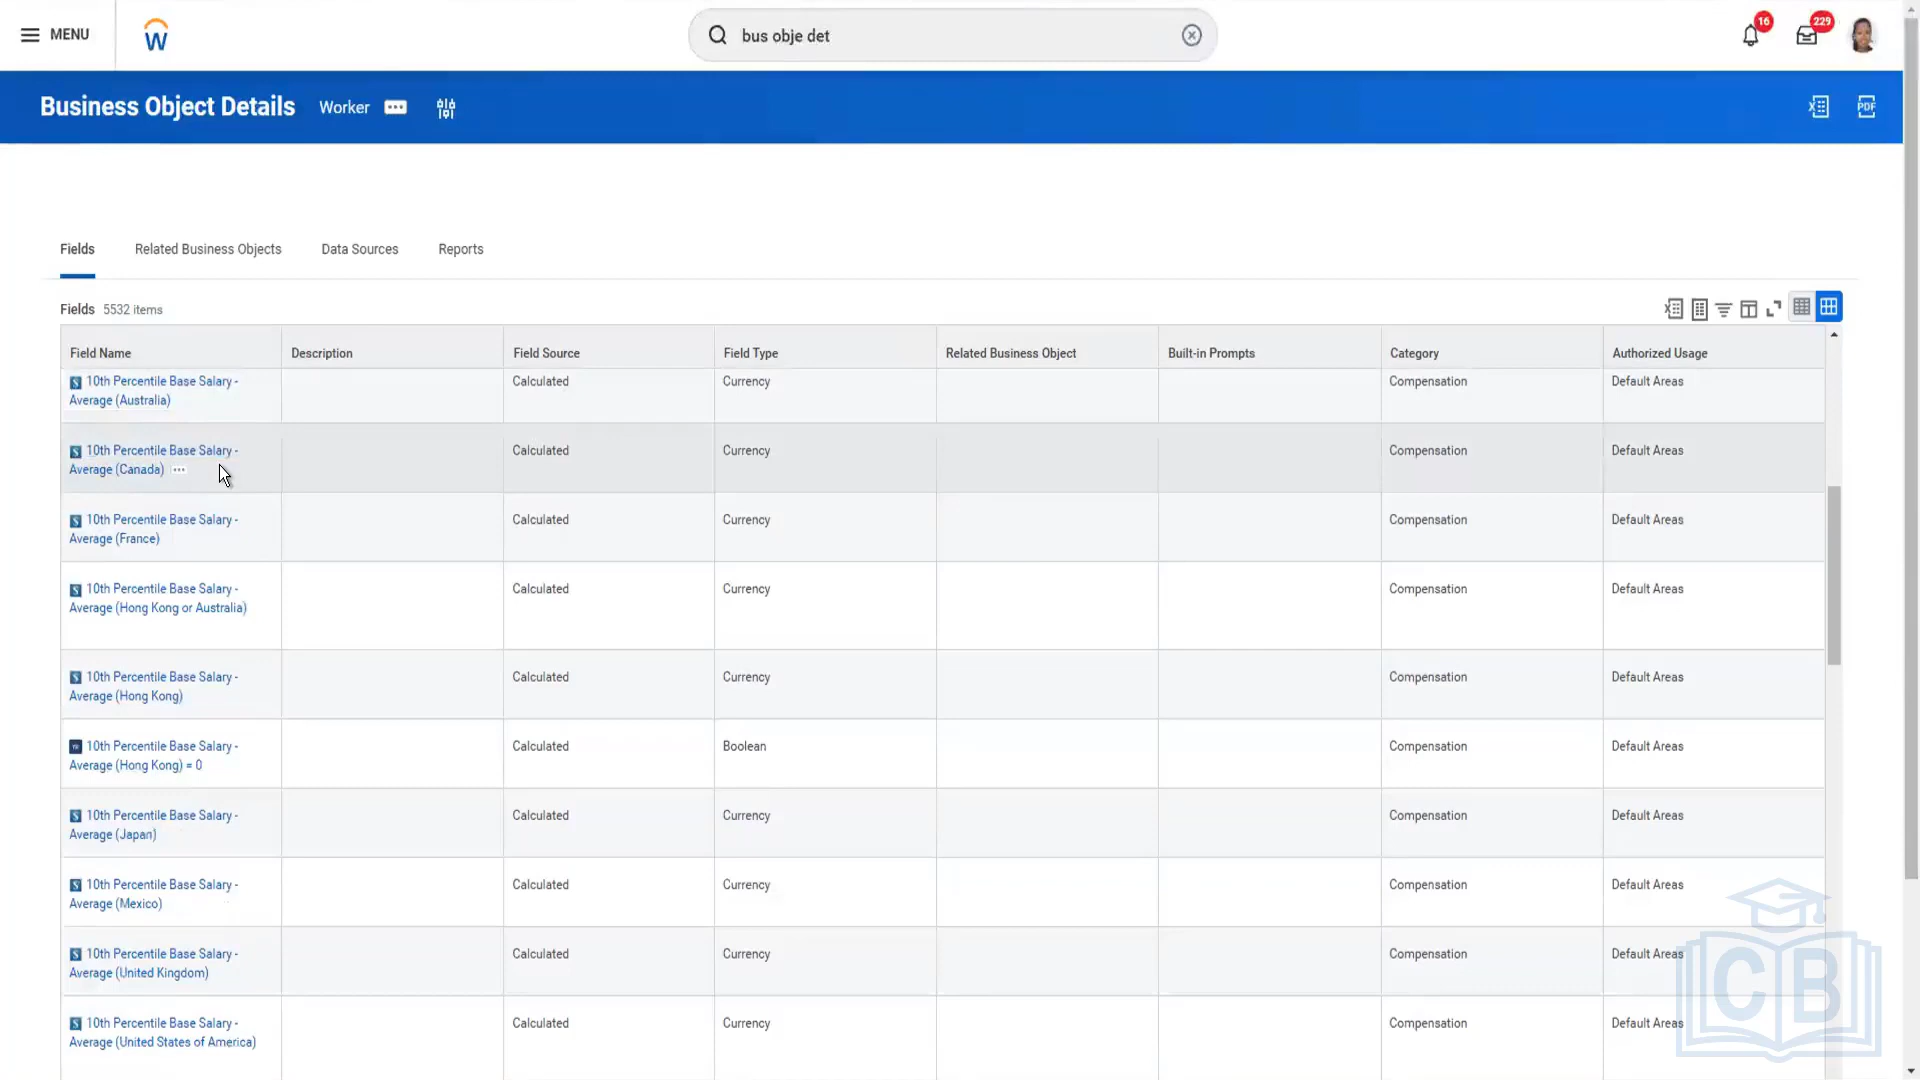 MENU
W
bus obje det
16
229
Business Object Details
Worker
PDF
Fields
Related Business Objects
Data Sources
Reports
Fields 5532 items
Field Name
Description
Field Source
Field Type
Related Business Object
Built-in Prompts
Category
Authorized Usage
10th Percentile Base Salary -
Average (Australia)
Calculated
Currency
Compensation
Default Areas
10th Percentile Base Salary -
Average (Canada)
Calculated
Currency
Compensation
Default Areas
10th Percentile Base Salary -
Average (France)
Calculated
Currency
Compensation
Default Areas
10th Percentile Base Salary -
Average (Hong Kong or Australia)
Calculated
Currency
Compensation
Default Areas
10th Percentile Base Salary -
Average (Hong Kong)
Calculated
Currency
Compensation
Default Areas
10th Percentile Base Salary -
Average (Hong Kong) = 0
Calculated
Boolean
Compensation
Default Areas
10th Percentile Base Salary -
Average (Japan)
Calculated
Currency
Compensation
Default Areas
10th Percentile Base Salary -
Average (Mexico)
Calculated
Currency
Compensation
Default Areas
10th Percentile Base Salary -
Average (United Kingdom)
Calculated
Currency
Compensation
Default Areas
10th Percentile Base Salary -
Average (United States of America)
Calculated
Currency
Compensation
Default Areas
CB